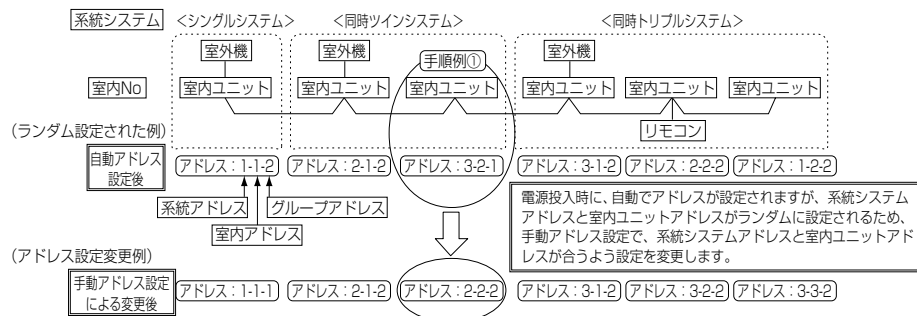 系統システム <シングルシステム> <同時ツインシステム> <同時トリプルシステム>
室外機 室外機 手順例① 室外機
室内No 室内ユニット 室内ユニット 室内ユニット 室内ユニット 室内ユニット 室内ユニット
リモコン
(ランダム設定された例)
自動アドレス
設定後
アドレス：1-1-2 アドレス：2-1-2 アドレス：3-2-1 アドレス：3-1-2 アドレス：2-2-2 アドレス：1-2-2
系統アドレス グループアドレス
室内アドレス
電源投入時に、自動でアドレスが設定されますが、系統システム
アドレスと室内ユニットアドレスがランダムに設定されるため、
手動アドレス設定で、系統システムアドレスと室内ユニットアド
レスが合うよう設定を変更します。
(アドレス設定変更例)
手動アドレス設定
による変更後
アドレス：1-1-1 アドレス：2-1-2 アドレス：2-2-2 アドレス：3-1-2 アドレス：3-2-2 アドレス：3-3-2